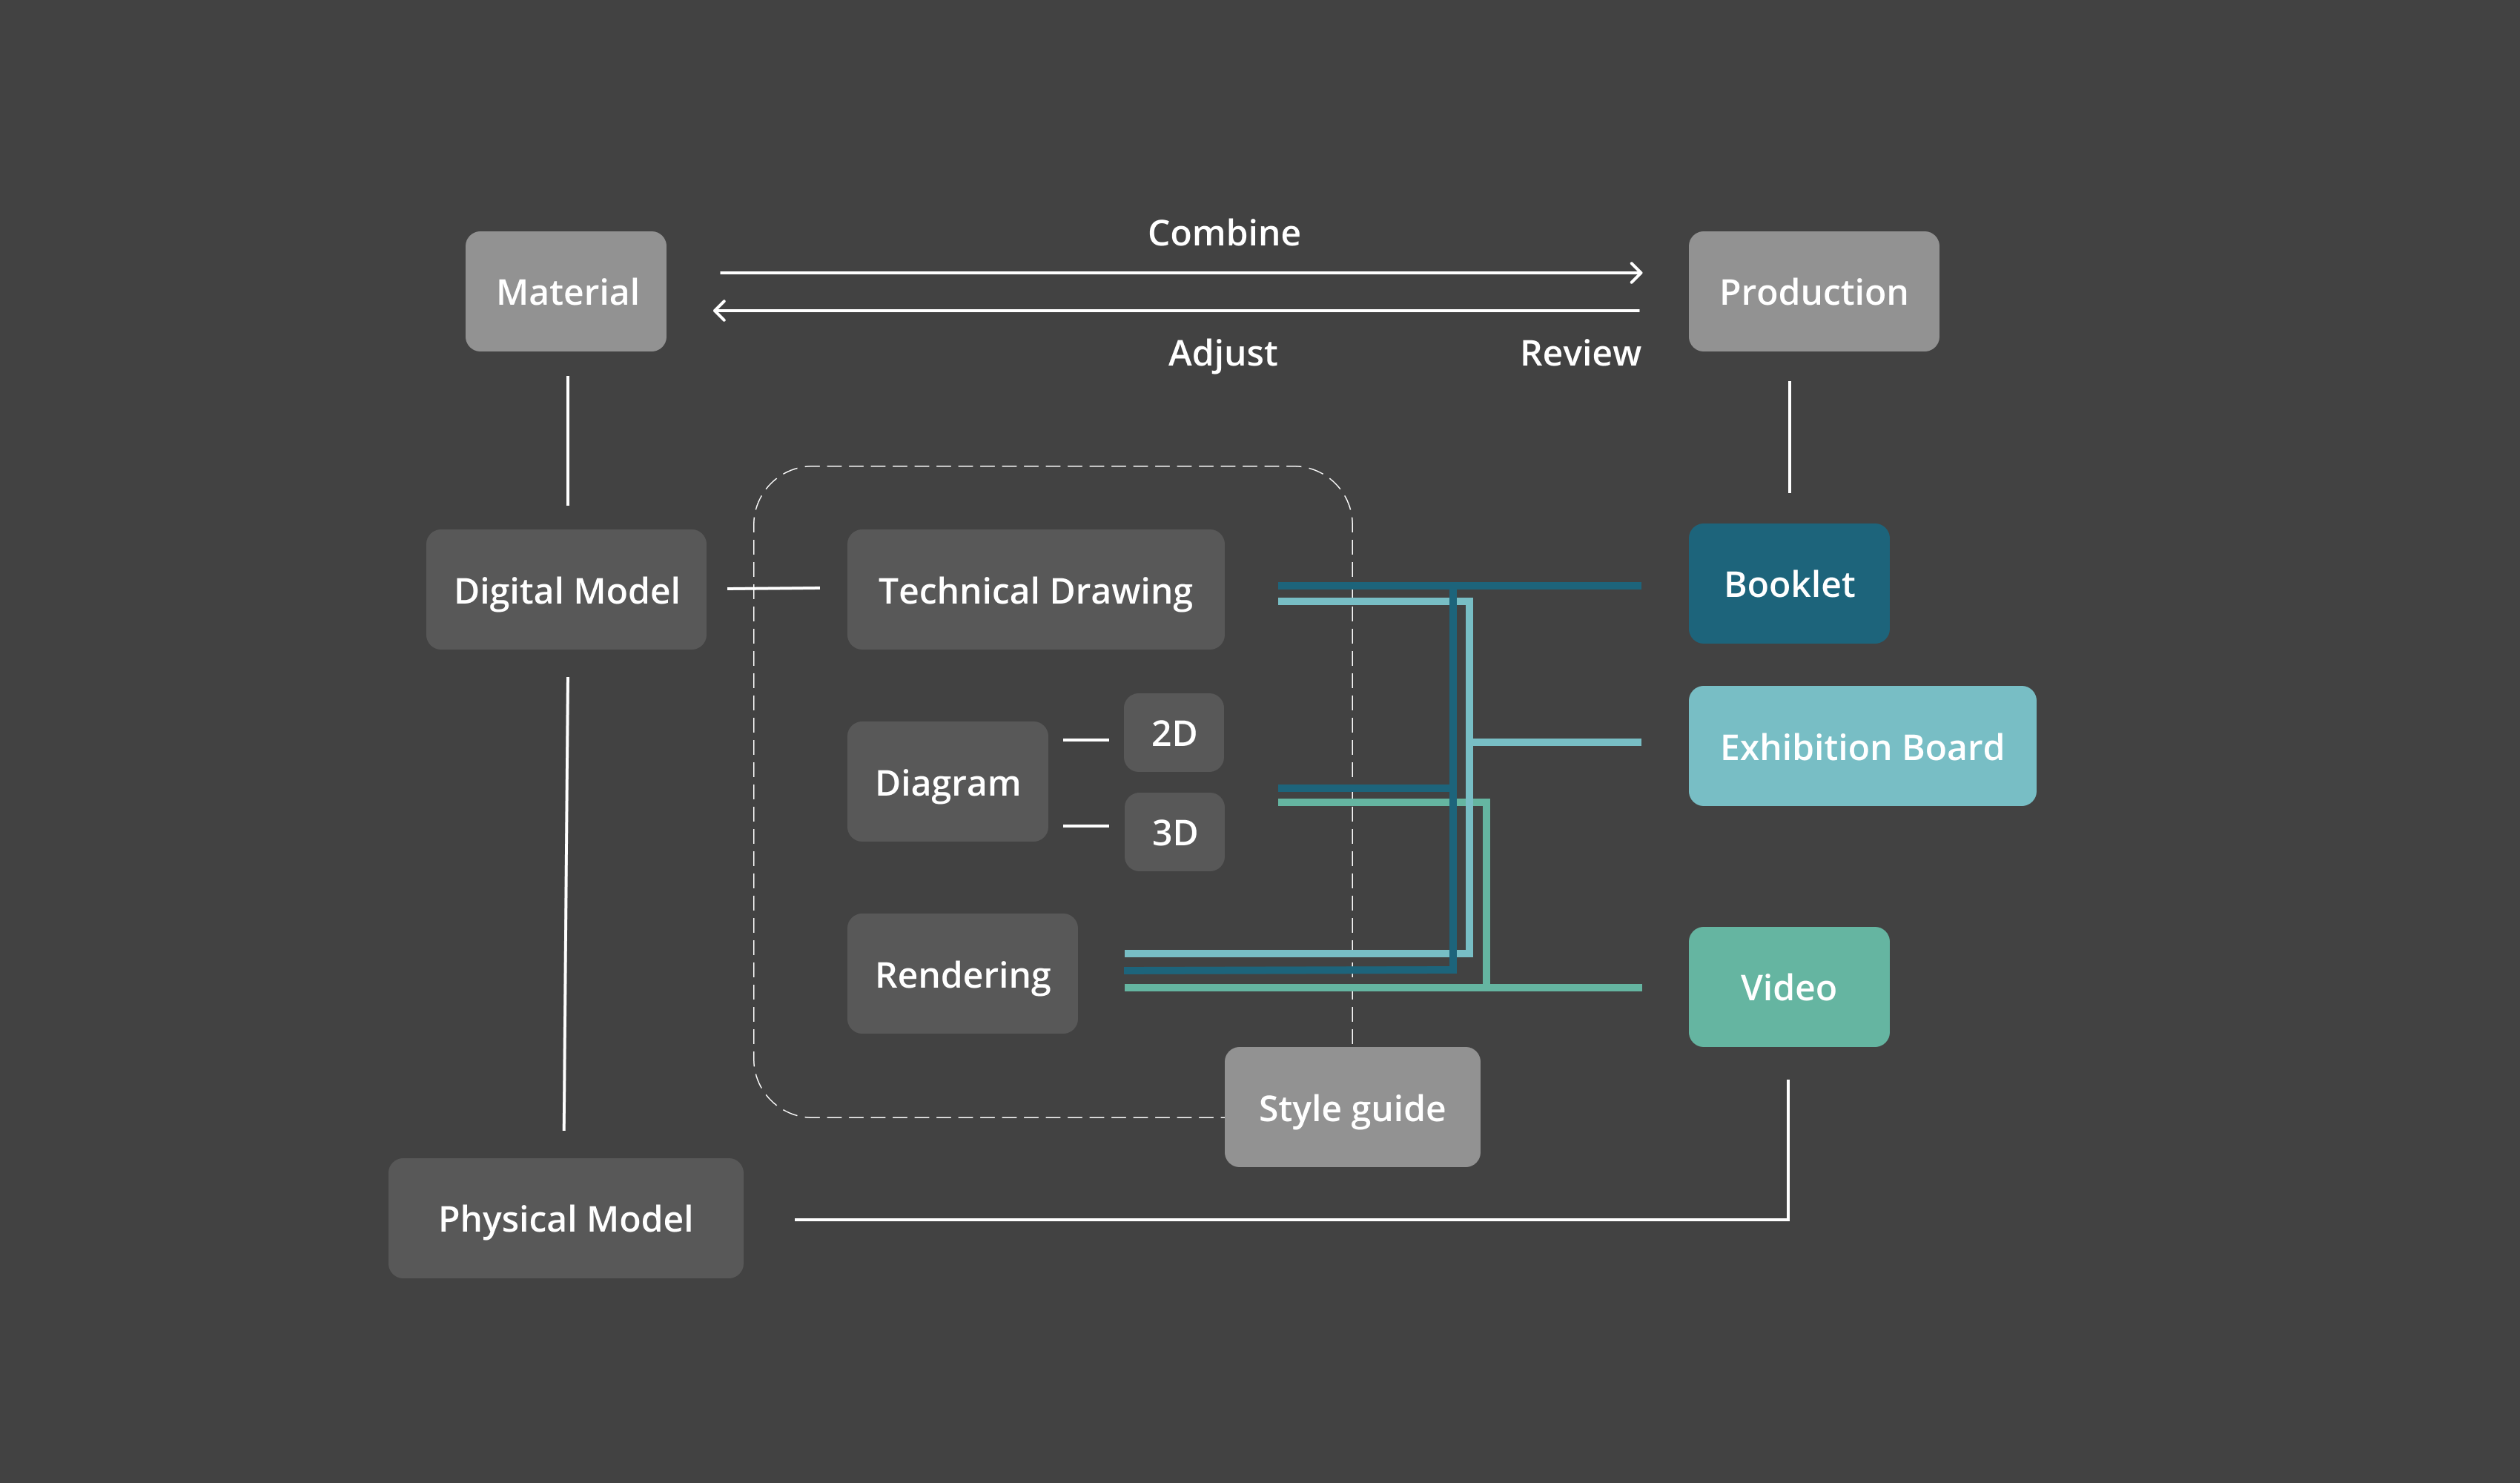 Combine
Material
Production
Adjust
Review
Digital Model
Technical Drawing
Booklet
2D
Diagram
3D
Exhibition Board
Rendering
Video
Style guide
Physical Model